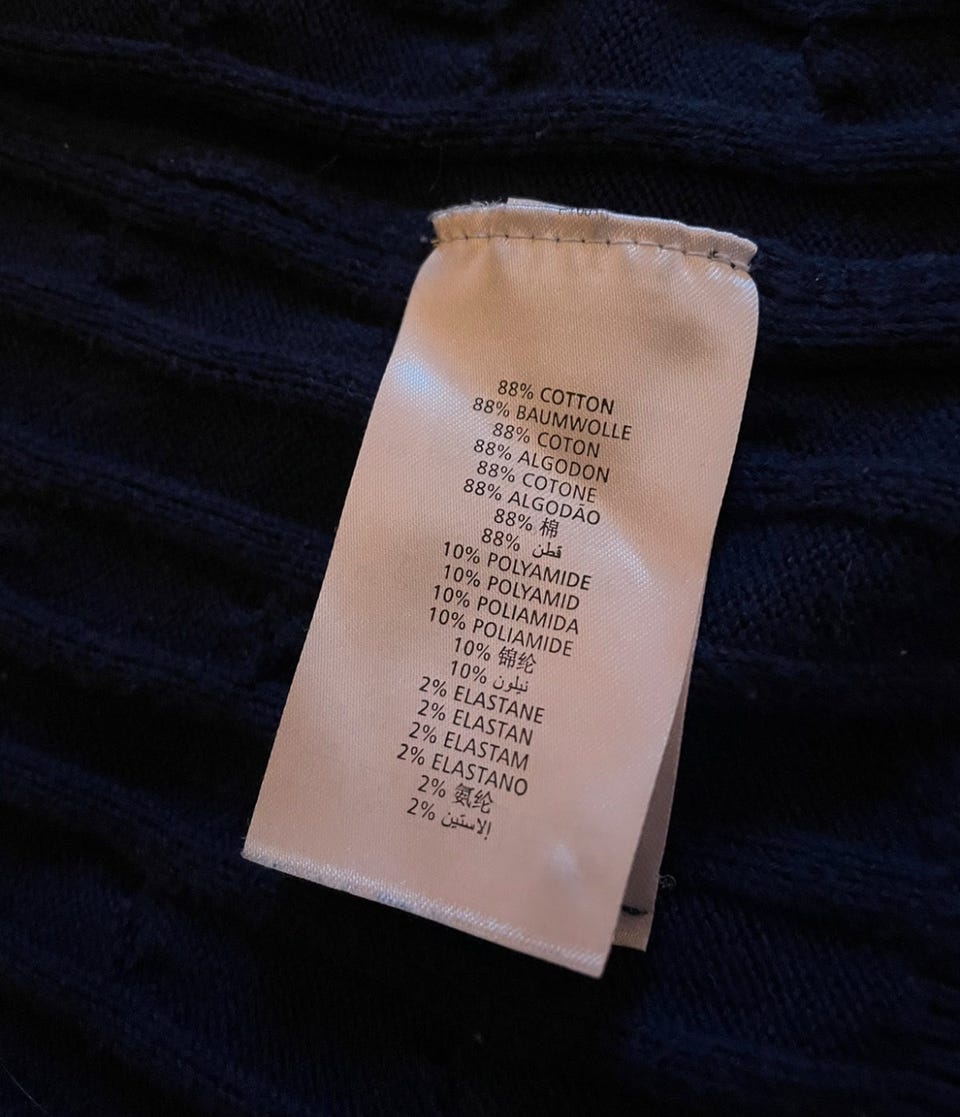 88% COTTON
88% BAUMWOLLE
88% COTON
88% ALGODON
88% COTONE
88% ALGODÃO
88% 棉
88% قطن
10% POLYAMIDE
10% POLYAMID
10% POLIAMIDA
10% POLIAMIDE
10% 锦纶
10% نيلون
2% ELASTANE
2% ELASTAN
2% ELASTAM
2% ELASTANO
2% 氨纶
2% إلاستين